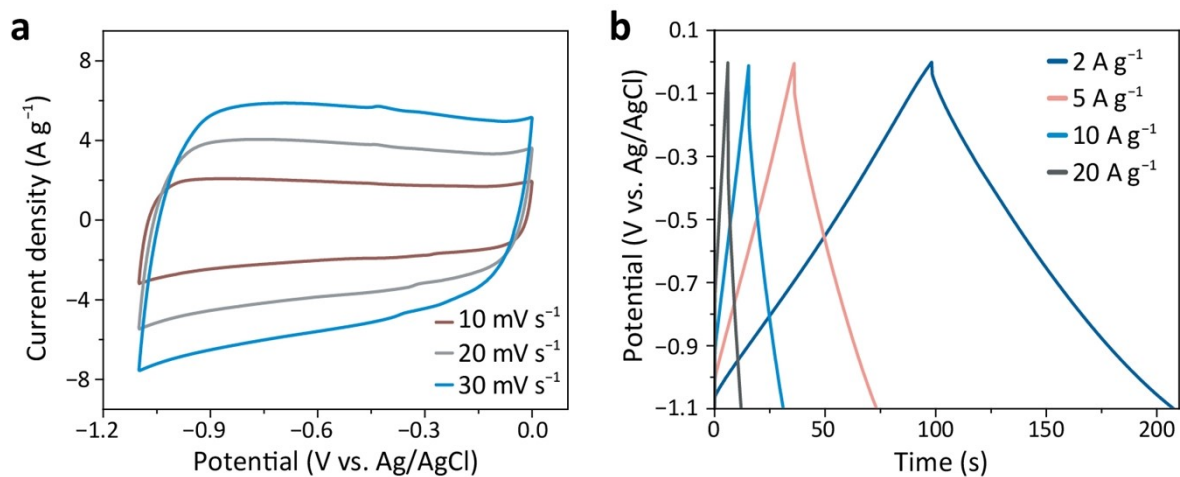 a
Current density (A g⁻¹)
8
4
0
−4
−8
10 mV s⁻¹
20 mV s⁻¹
30 mV s⁻¹
−1.2
−0.9
−0.6
−0.3
0.0
Potential (V vs. Ag/AgCl)
b
Potential (V vs. Ag/AgCl)
0.1
−0.1
−0.3
−0.5
−0.7
−0.9
−1.1
2 A g⁻¹
5 A g⁻¹
10 A g⁻¹
20 A g⁻¹
0
50
100
150
200
Time (s)